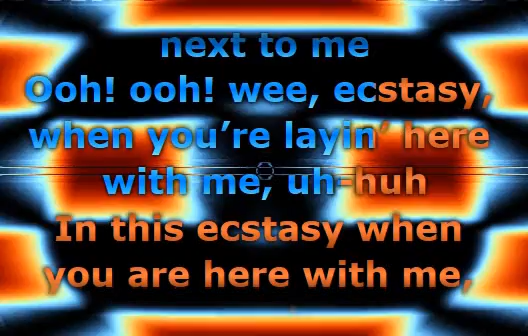 next to me
Ooh! ooh! wee, ecstasy,
when you’re layin’ here
with me, uh-huh
In this ecstasy when
you are here with me,